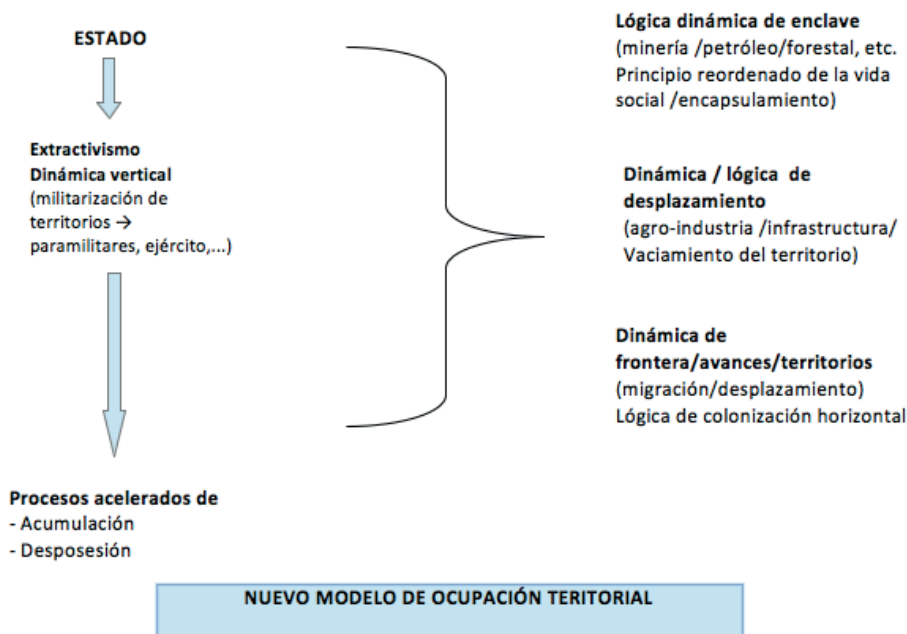 ESTADO
Extractivismo
Dinámica vertical
(militarización de
territorios →
paramilitares, ejército,...)
Procesos acelerados de
- Acumulación
- Desposesión
Lógica dinámica de enclave
(minería /petróleo/forestal, etc.
Principio reordenado de la vida
social /encapsulamiento)
Dinámica / lógica de
desplazamiento
(agro-industria /infraestructura/
Vaciamiento del territorio)
Dinámica de
frontera/avances/territorios
(migración/desplazamiento)
Lógica de colonización horizontal
NUEVO MODELO DE OCUPACIÓN TERITORIAL